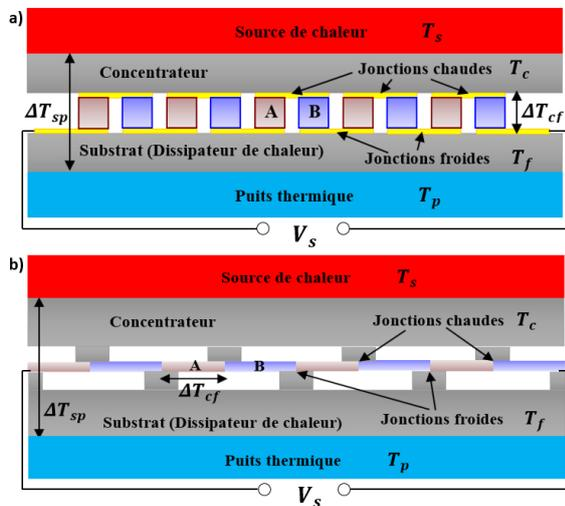 a)
Source de chaleur T_s
Concentrateur
Jonctions chaudes T_c
ΔT_sp
A B
ΔT_cf
Substrat (Dissipateur de chaleur)
Jonctions froides T_f
Puits thermique T_p
V_s
b)
Source de chaleur T_s
Concentrateur
Jonctions chaudes T_c
A B
ΔT_cf
ΔT_sp
Jonctions froides T_f
Substrat (Dissipateur de chaleur)
Puits thermique T_p
V_s